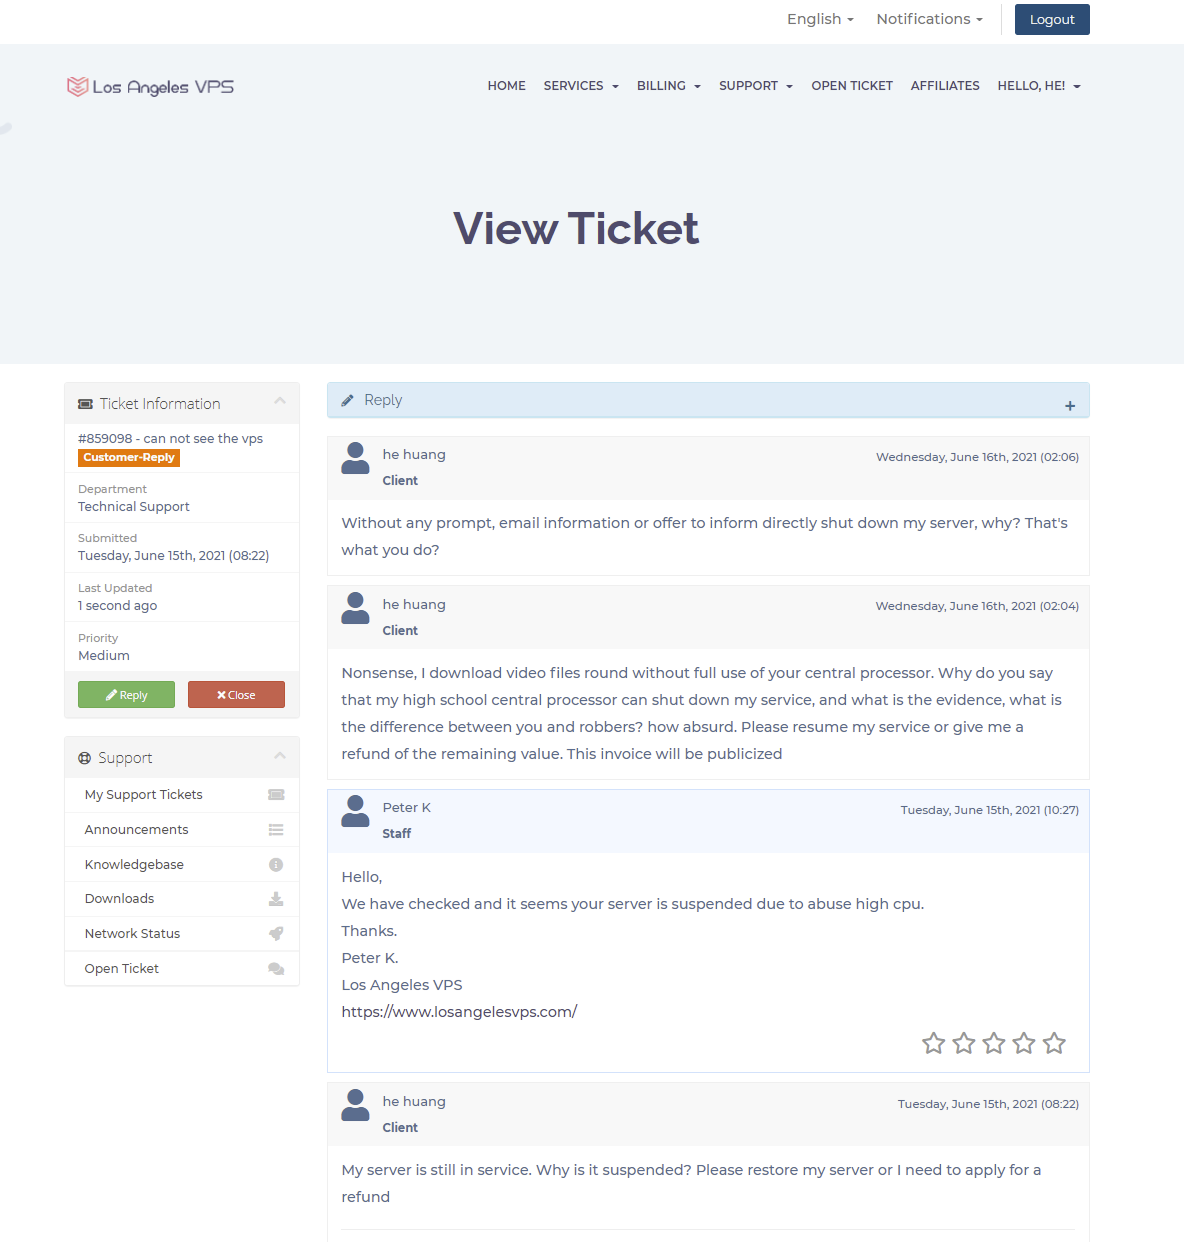 English
Notifications
Logout
Los Angeles VPS
HOME
SERVICES
BILLING
SUPPORT
OPEN TICKET
AFFILIATES
HELLO, HE!
View Ticket
Ticket Information
#859098 - can not see the vps
Customer-Reply
Department
Technical Support
Submitted
Tuesday, June 15th, 2021 (08:22)
Last Updated
1 second ago
Priority
Medium
Reply
Close
Support
My Support Tickets
Announcements
Knowledgebase
Downloads
Network Status
Open Ticket
Reply
he huang
Wednesday, June 16th, 2021 (02:06)
Client
Without any prompt, email information or offer to inform directly shut down my server, why? That's
what you do?
he huang
Wednesday, June 16th, 2021 (02:04)
Client
Nonsense, I download video files round without full use of your central processor. Why do you say
that my high school central processor can shut down my service, and what is the evidence, what is
the difference between you and robbers? how absurd. Please resume my service or give me a
refund of the remaining value. This invoice will be publicized
Peter K
Tuesday, June 15th, 2021 (10:27)
Staff
Hello,
We have checked and it seems your server is suspended due to abuse high cpu.
Thanks.
Peter K.
Los Angeles VPS
https://www.losangelesvps.com/
he huang
Tuesday, June 15th, 2021 (08:22)
Client
My server is still in service. Why is it suspended? Please restore my server or I need to apply for a
refund